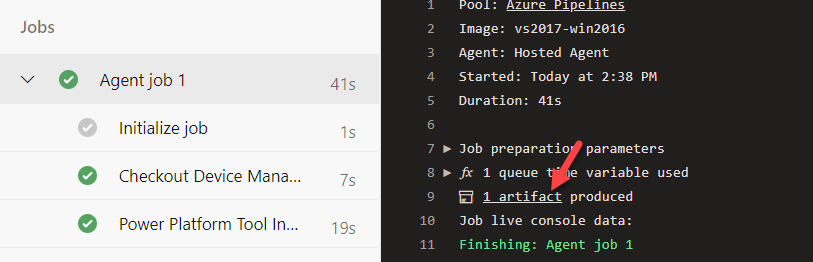 Jobs
Agent job 1 41s
Initialize job 1s
Checkout Device Mana... 7s
Power Platform Tool In... 19s
1 Pool: Azure Pipelines
2 Image: vs2017-win2016
3 Agent: Hosted Agent
4 Started: Today at 2:38 PM
5 Duration: 41s
6
7 Job preparation parameters
8 fx 1 queue time variable used
9 1 artifact produced
10 Job live console data:
11 Finishing: Agent job 1